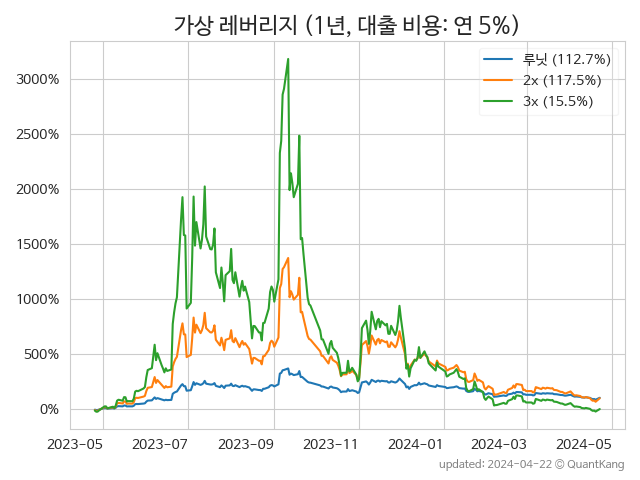 가상 레버리지 (1년, 대출 비용: 연 5%)
루닛 (112.7%)
2x (117.5%)
3x (15.5%)
3000%
2500%
2000%
1500%
1000%
500%
0%
2023-05 2023-07 2023-09 2023-11 2024-01 2024-03 2024-05
updated: 2024-04-22 © QuantKang